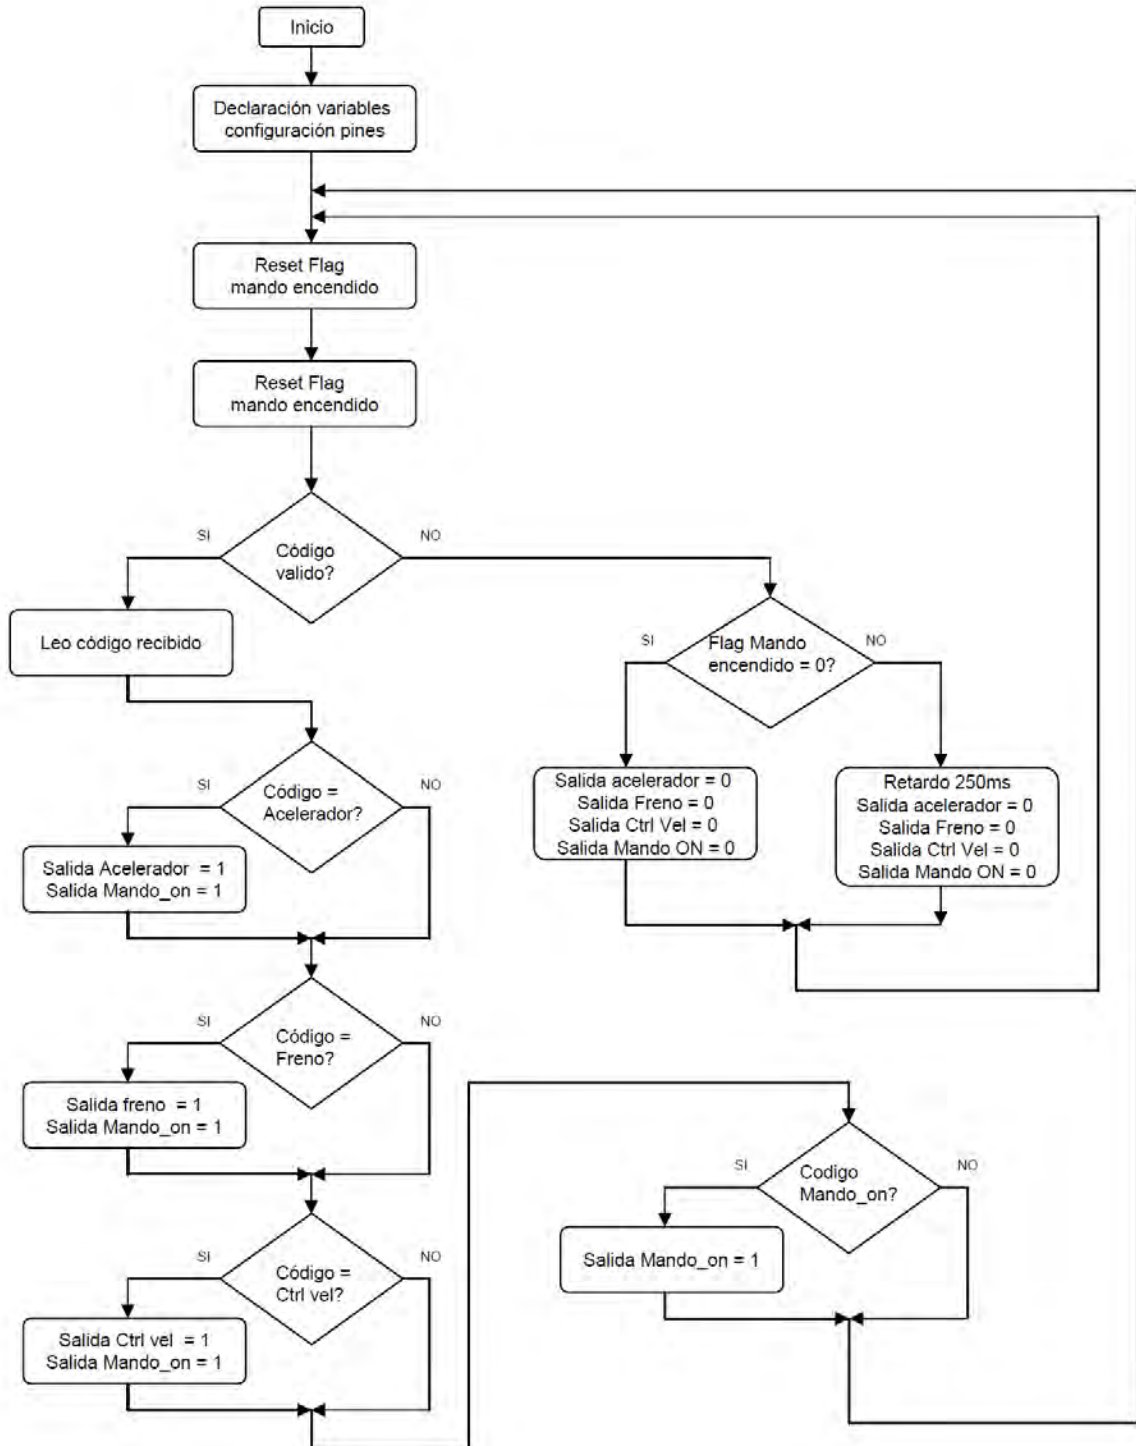 Inicio
Declaración variables
configuración pines
Reset Flag
mando encendido
Reset Flag
mando encendido
SI
NO
Código
valido?
Leo código recibido
SI
NO
Flag Mando
encendido = 0?
Salida acelerador = 0
Salida Freno = 0
Salida Ctrl Vel = 0
Salida Mando ON = 0
Retardo 250ms
Salida acelerador = 0
Salida Freno = 0
Salida Ctrl Vel = 0
Salida Mando ON = 0
SI
NO
Código =
Acelerador?
Salida Acelerador = 1
Salida Mando_on = 1
SI
NO
Código =
Freno?
Salida freno = 1
Salida Mando_on = 1
SI
NO
Código =
Ctrl vel?
Salida Ctrl vel = 1
Salida Mando_on = 1
SI
NO
Codigo
Mando_on?
Salida Mando_on = 1